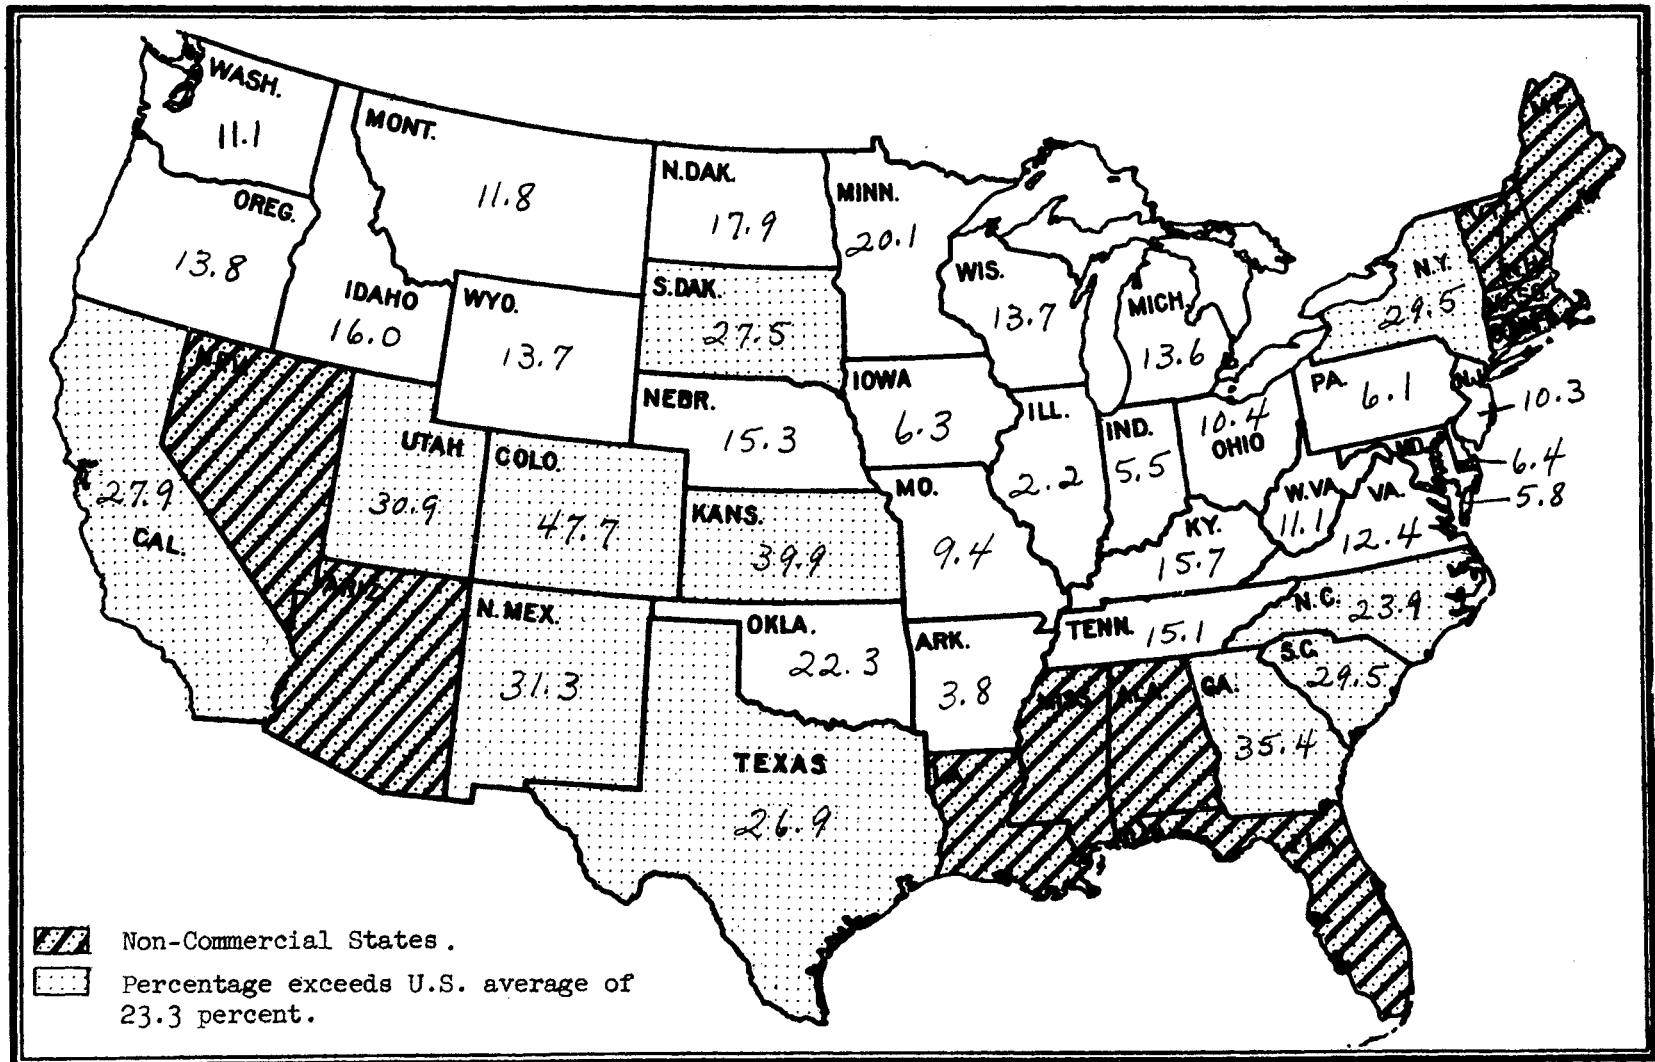 WASH.
11.1
MONT.
11.8
N.DAK.
17.9
MINN.
20.1
OREG.
13.8
IDAHO
16.0
WYO.
13.7
S.DAK.
27.5
WIS.
13.7
MICH.
13.6
N.Y.
29.5
NEBR.
15.3
IOWA
6.3
ILL.
2.2
IND.
5.5
10.4
OHIO
PA.
6.1
N.J.
10.3
6.4
5.8
MD.
UTAH
30.9
COLO.
47.7
KANS.
39.9
MO.
9.4
KY.
15.7
W.VA.
11.1
VA.
12.4
27.9
CAL.
ARIZ.
N.MEX.
31.3
OKLA.
22.3
ARK.
3.8
TENN.
15.1
N.C.
23.9
S.C.
29.5
ALA.
GA.
35.4
TEXAS
26.9
Non-Commercial States.
Percentage exceeds U.S. average of
23.3 percent.